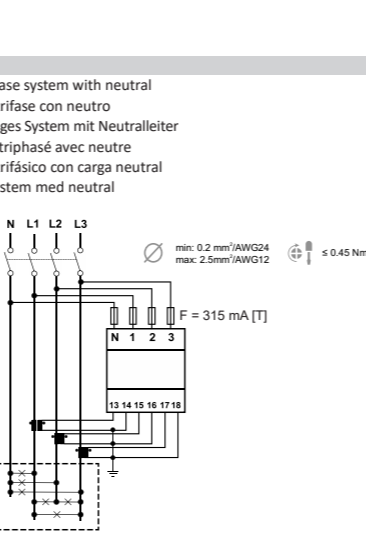 ase system with neutral
rifase con neutro
ges System mit Neutralleiter
triphasé avec neutre
rifásico con carga neutral
stem med neutral
N L1 L2 L3
min: 0.2 mm²/AWG24
max: 2.5mm²/AWG12
≤ 0.45 Nm
F = 315 mA [T]
N 1 2 3
13 14 15 16 17 18